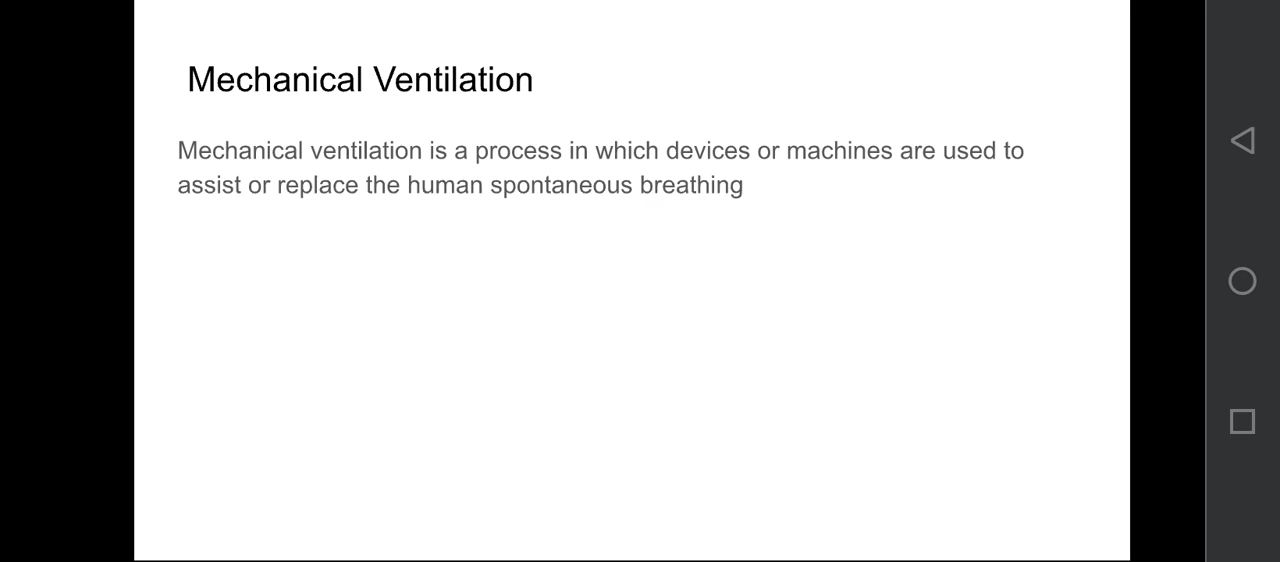 Mechanical Ventilation
Mechanical ventilation is a process in which devices or machines are used to
assist or replace the human spontaneous breathing